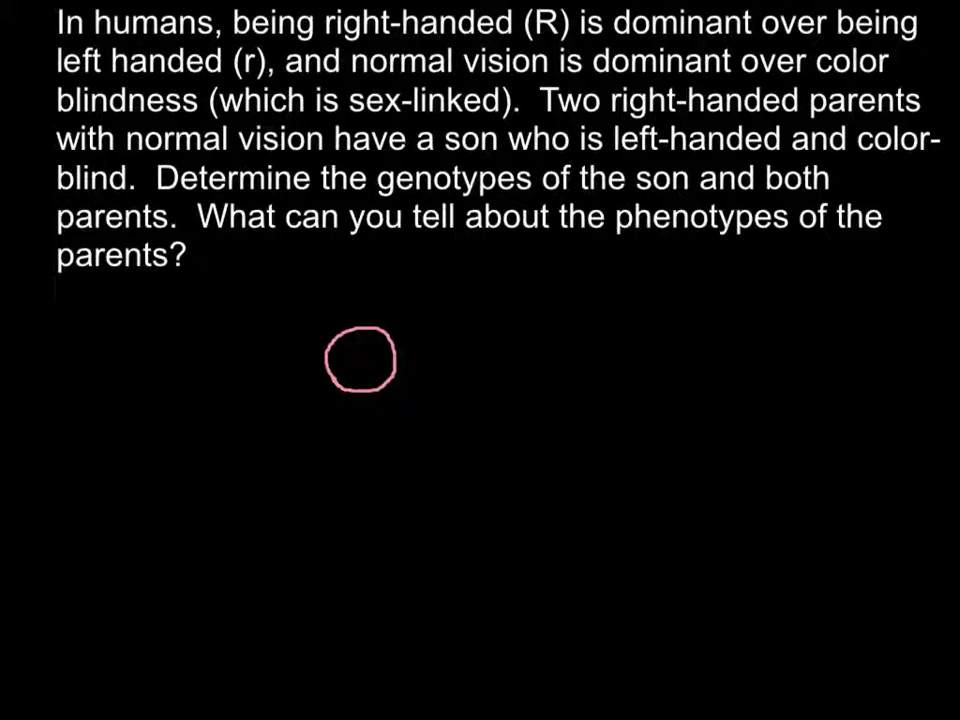 In humans, being right-handed (R) is dominant over being
left handed (r), and normal vision is dominant over color
blindness (which is sex-linked).  Two right-handed parents
with normal vision have a son who is left-handed and color-
blind.  Determine the genotypes of the son and both
parents.  What can you tell about the phenotypes of the
parents?